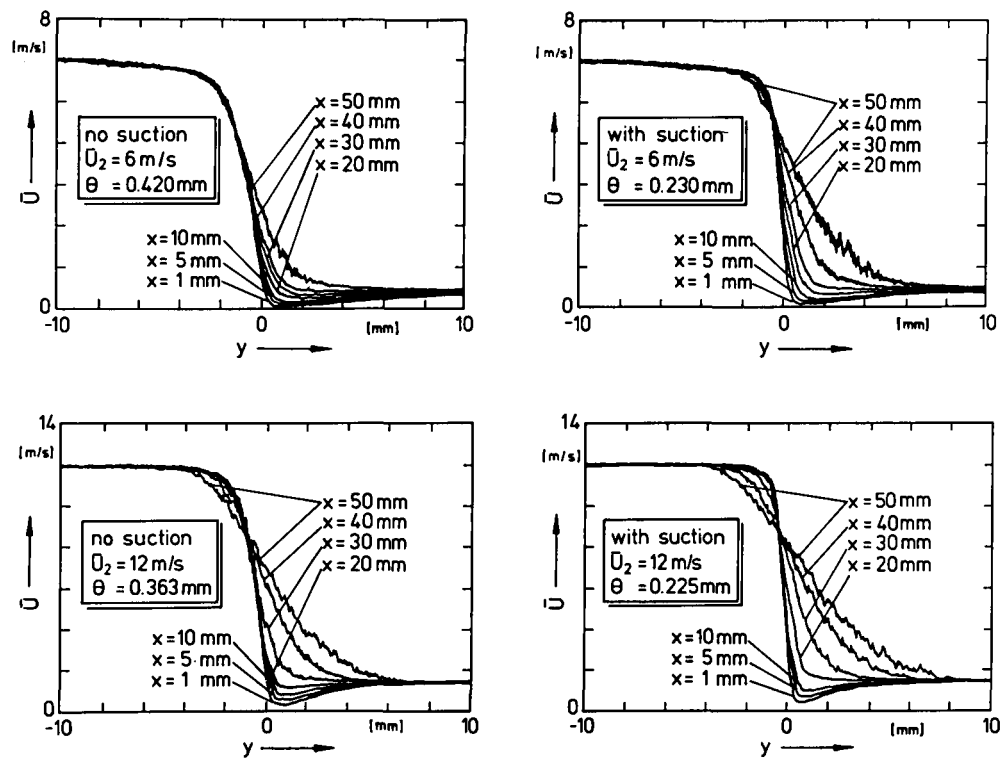 8
[m/s]
Ū
no suction
Ū₂ = 6 m/s
θ = 0.420 mm
x = 50 mm
x = 40 mm
x = 30 mm
x = 20 mm
x = 10 mm
x = 5 mm
x = 1 mm
0
-10
0
[mm]
10
y
8
[m/s]
Ū
with suction
Ū₂ = 6 m/s
θ = 0.230 mm
x = 50 mm
x = 40 mm
x = 30 mm
x = 20 mm
x = 10 mm
x = 5 mm
x = 1 mm
0
-10
0
[mm]
10
y
14
[m/s]
Ū
no suction
Ū₂ = 12 m/s
θ = 0.363 mm
x = 50 mm
x = 40 mm
x = 30 mm
x = 20 mm
x = 10 mm
x = 5 mm
x = 1 mm
0
-10
0
[mm]
10
y
14
[m/s]
Ū
with suction
Ū₂ = 12 m/s
θ = 0.225 mm
x = 50 mm
x = 40 mm
x = 30 mm
x = 20 mm
x = 10 mm
x = 5 mm
x = 1 mm
0
-10
0
[mm]
10
y